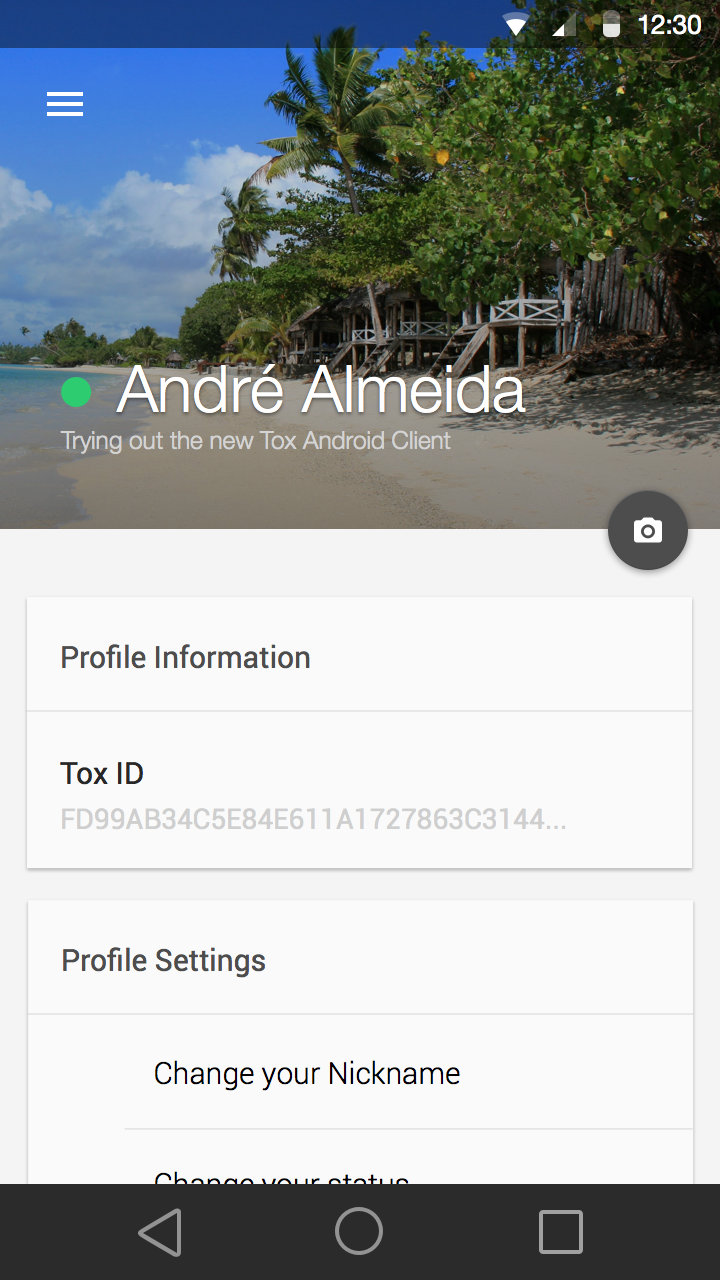 12:30
André Almeida
Trying out the new Tox Android Client
Profile Information
Tox ID
FD99AB34C5E84E611A1727863C3144...
Profile Settings
Change your Nickname
Change your status